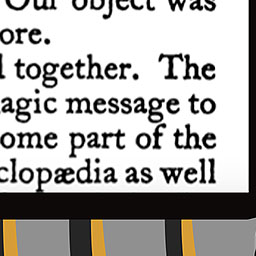 Our object was
ore.
together. The
agic message to
ome part of the
clopædia as well